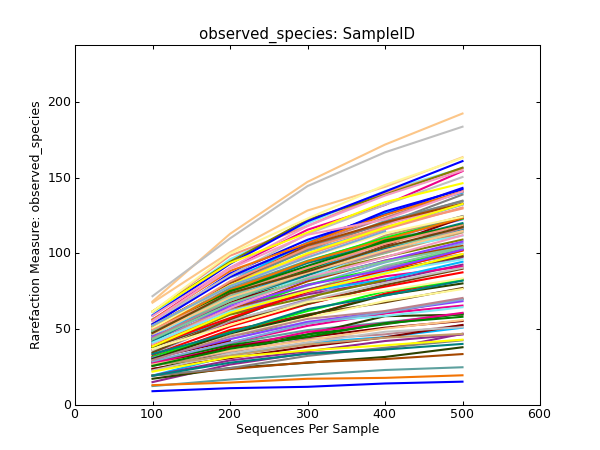 observed_species: SampleID
Rarefaction Measure: observed_species
200
150
100
50
0
0 100 200 300 400 500 600
Sequences Per Sample